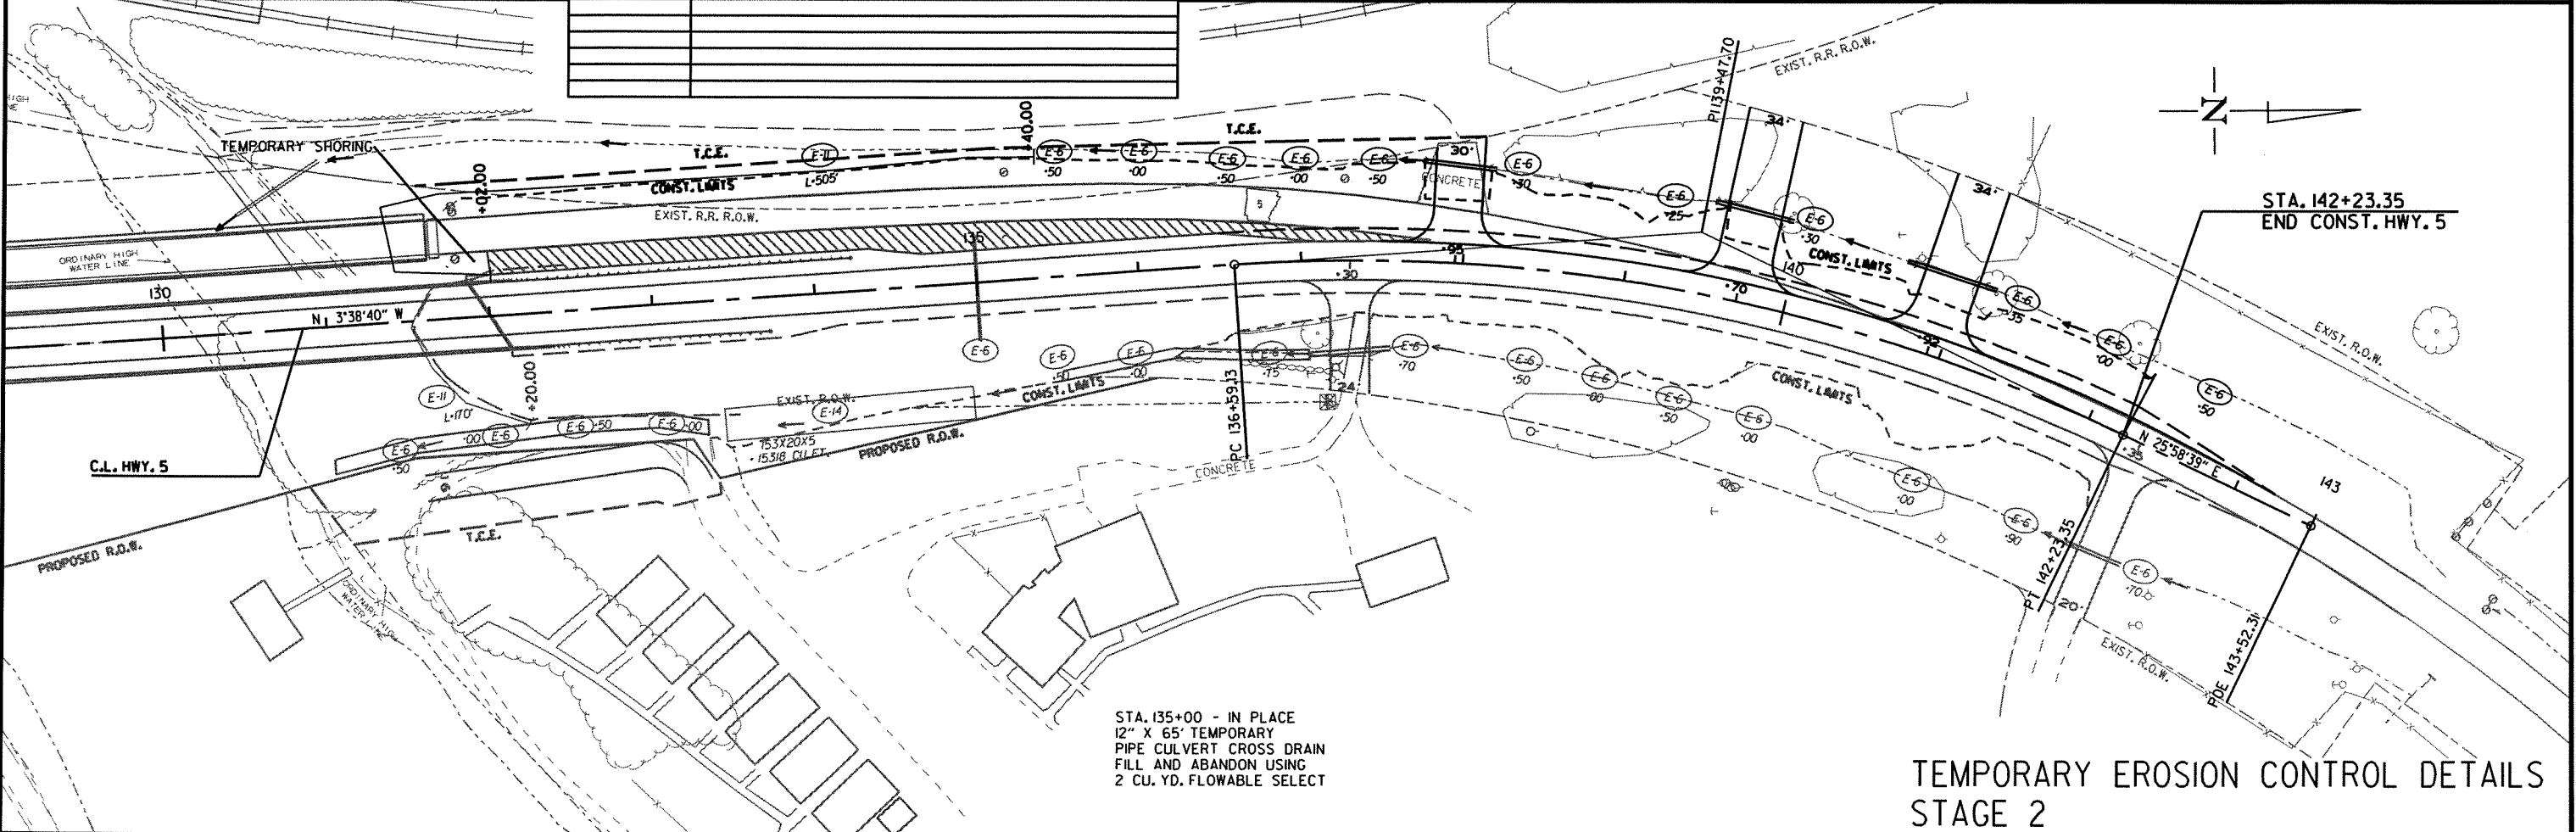 EXIST. R.R. R.O.W.
PI 139+47.70
N
TEMPORARY SHORING
T.C.E.
E-11
L=505'
+40.00
E-6
+50
E-6
+00
E-6
+50
E-6
+00
E-6
+50
T.C.E.
30'
CONCRETE
E-6
+30
E-6
+25
34'
E-6
+30
34'
E-6
+35
E-6
+00
E-6
+50
STA. 142+23.35
END CONST. HWY. 5
+02.00
CONST. LIMITS
EXIST. R.R. R.O.W.
5
ORDINARY HIGH
WATER LINE
130
N 3°38'40" W
135
+30
+95
140
CONST. LIMITS
+70
+92
EXIST. R.O.W.
N 25°58'39" E
+35
143
E-6
E-6
+50
E-6
+00
E-6
+75
E-6
+70
E-6
+50
E-6
+00
E-6
+50
E-6
+00
CONST. LIMITS
E-6
+00
E-6
+90
E-6
+70
24'
PC 136+59.13
+20.00
E-11
L=170'
E-6
+50
+00
E-6
E-6
+50
E-6
+00
EXIST. R.O.W.
E-14
153X20X5
= 15318 CU.FT.
CONST. LIMITS
PROPOSED R.O.W.
CONCRETE
C.L. HWY. 5
PROPOSED R.O.W.
T.C.E.
ORDINARY HIGH
WATER LINE
PT 142+23.35
20'
EXIST. R.O.W.
POE 143+52.31
STA. 135+00 - IN PLACE
12" X 65' TEMPORARY
PIPE CULVERT CROSS DRAIN
FILL AND ABANDON USING
2 CU. YD. FLOWABLE SELECT
TEMPORARY EROSION CONTROL DETAILS
STAGE 2